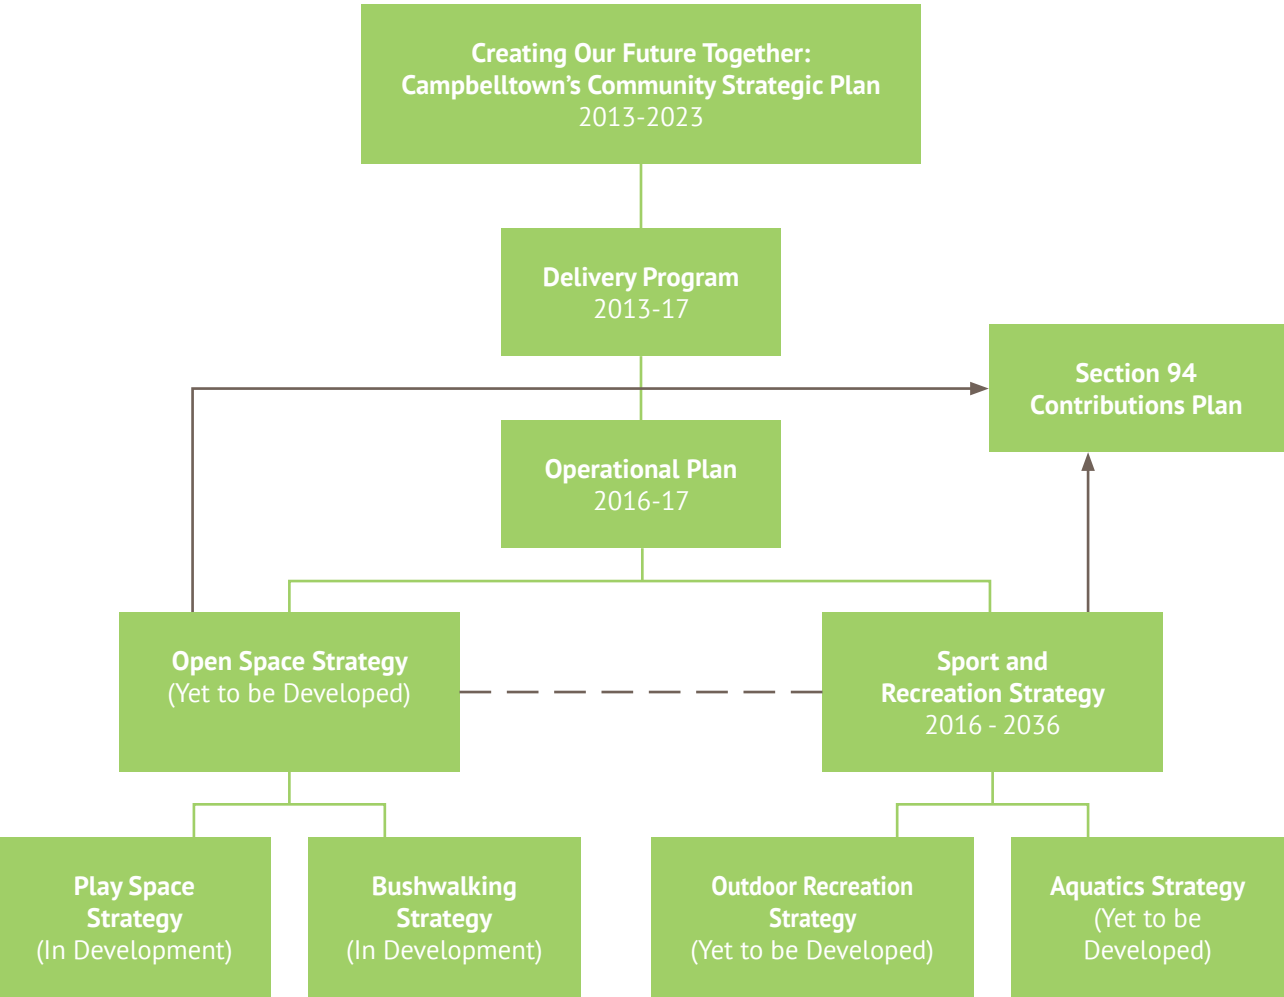 Creating Our Future Together:
Campbelltown’s Community Strategic Plan
2013-2023
Delivery Program
2013-17
Section 94
Contributions Plan
Operational Plan
2016-17
Open Space Strategy
(Yet to be Developed)
Sport and
Recreation Strategy
2016 - 2036
Play Space
Strategy
(In Development)
Bushwalking
Strategy
(In Development)
Outdoor Recreation
Strategy
(Yet to be Developed)
Aquatics Strategy
(Yet to be
Developed)